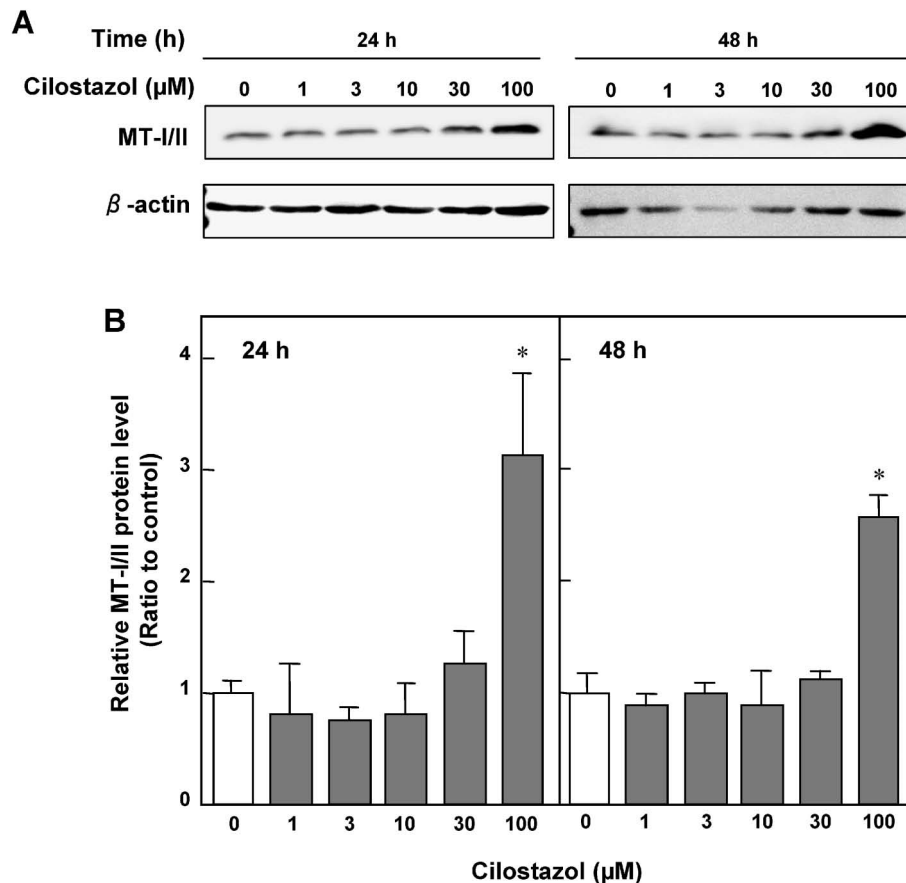 A
Time (h) 24 h 48 h
Cilostazol (µM) 0 1 3 10 30 100 0 1 3 10 30 100
MT-I/II
β-actin
B
24 h 48 h
* *
Relative MT-I/II protein level
(Ratio to control)
4
3
2
1
0
0 1 3 10 30 100 0 1 3 10 30 100
Cilostazol (µM)